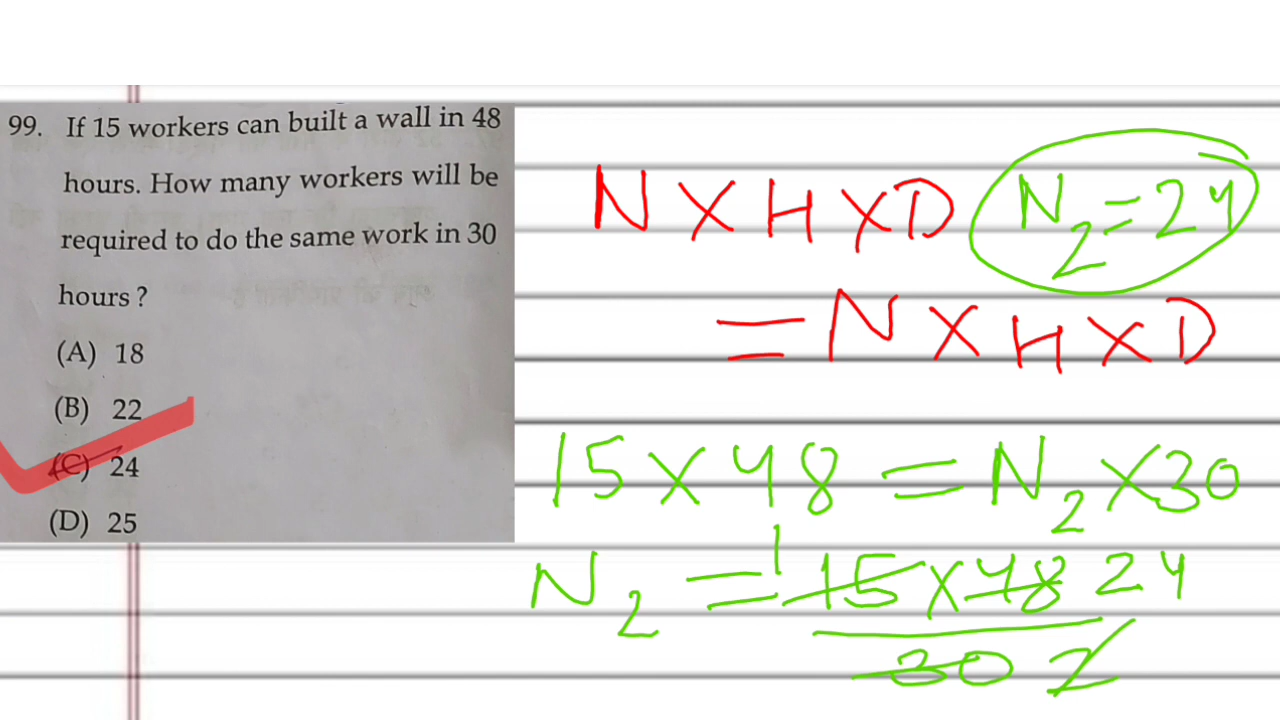 99. If 15 workers can built a wall in 48
hours. How many workers will be
required to do the same work in 30
hours ?
(A) 18
(B) 22
(C) 24
(D) 25
N X H X D
N2 = 24
= N X H X D
15 X 48 = N2 X 30
N2 = 1 15 X 48 24
30 2